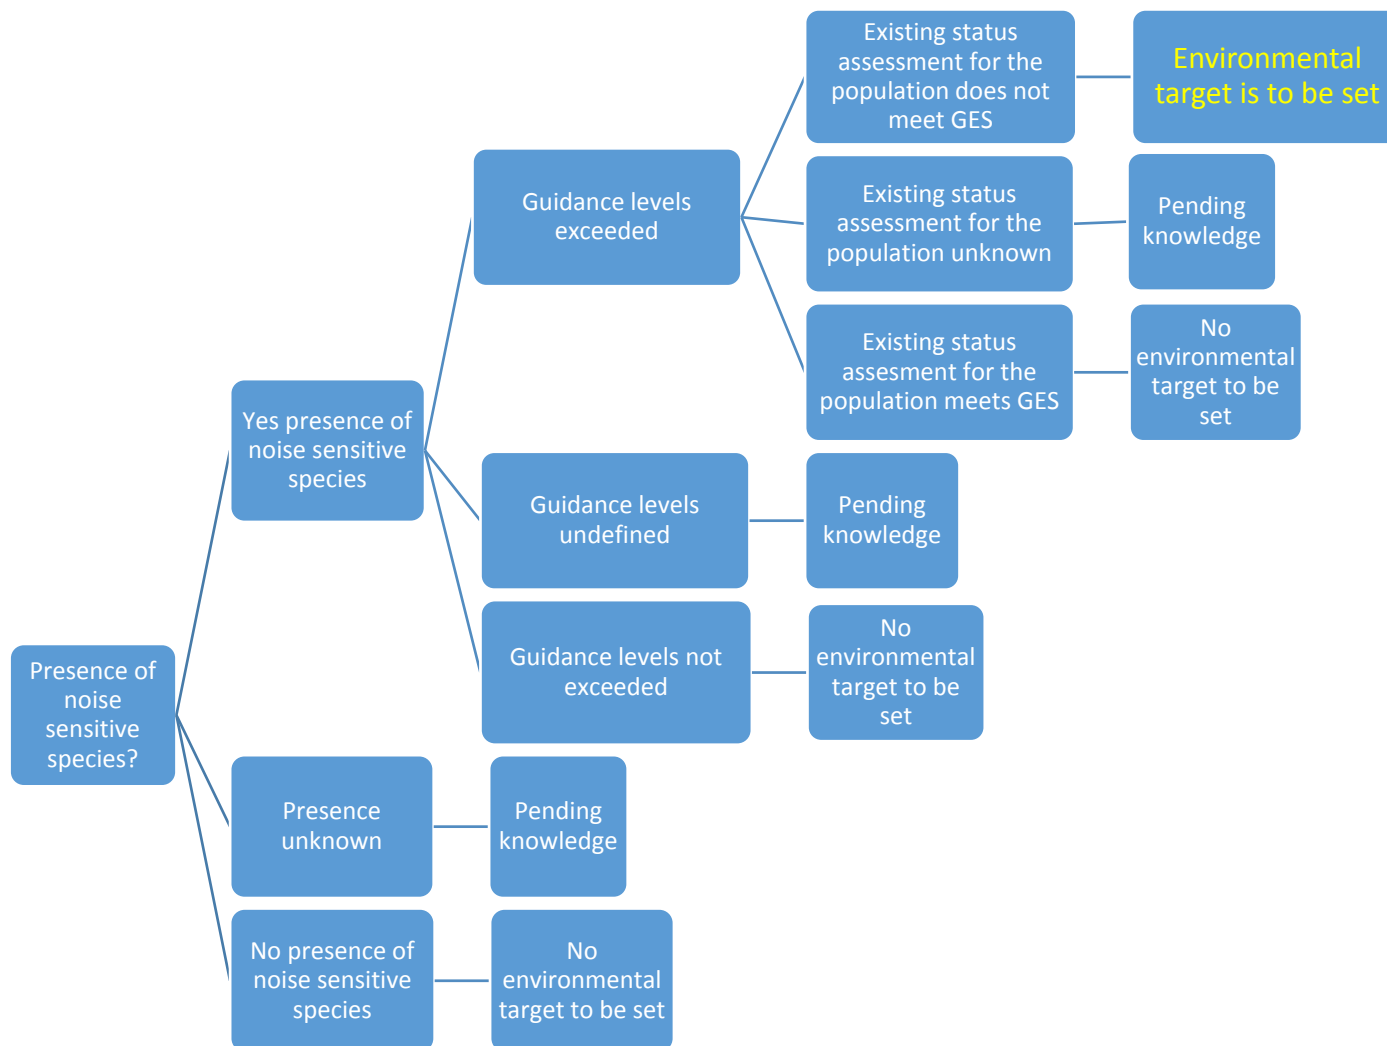 Existing status
assessment for the
population does not
meet GES
Environmental
target is to be set
Guidance levels
exceeded
Existing status
assessment for the
population unknown
Pending
knowledge
Existing status
assesment for the
population meets GES
No
environmental
target to be
set
Yes presence of
noise sensitive
species
Guidance levels
undefined
Pending
knowledge
Guidance levels not
exceeded
No
environmental
target to be
set
Presence of
noise
sensitive
species?
Presence
unknown
Pending
knowledge
No presence of
noise sensitive
species
No
environmental
target to be set